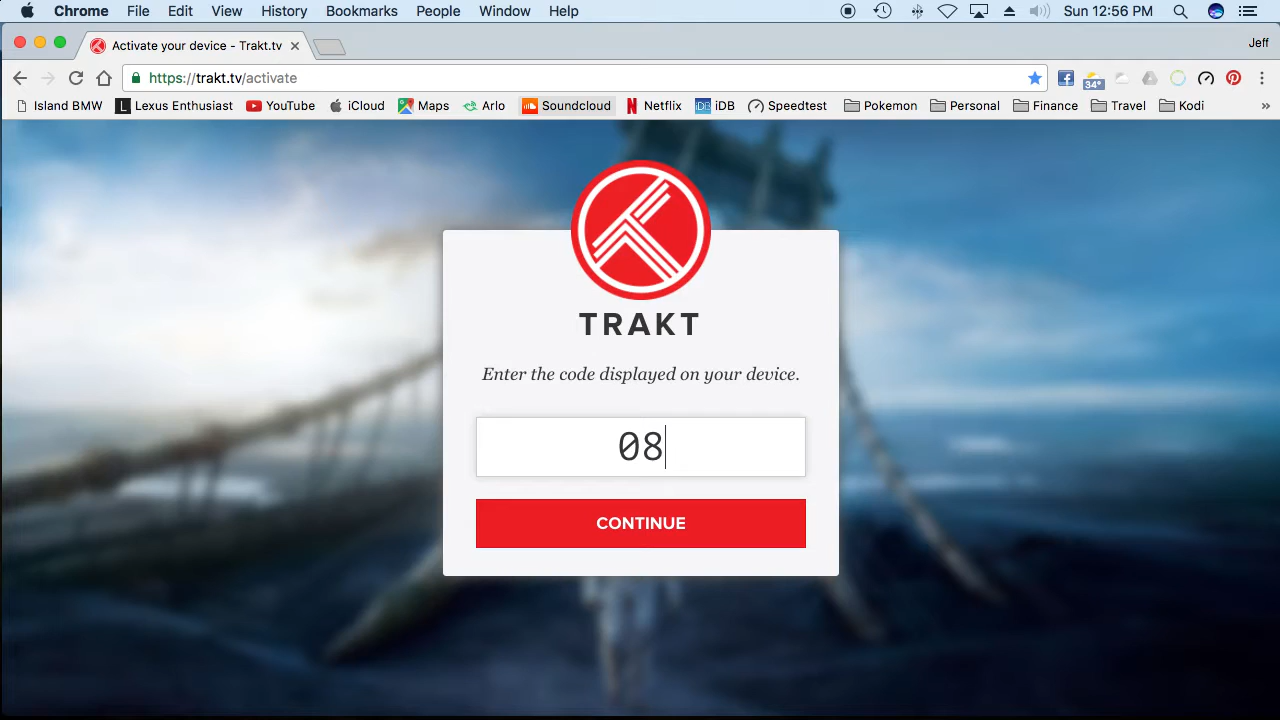 Chrome File Edit View History Bookmarks People Window Help Sun 12:56 PM
Activate your device - Trakt.tv Jeff
https://trakt.tv/activate 34°
Island BMW Lexus Enthusiast YouTube iCloud Maps Arlo Soundcloud Netflix iDB iDB Speedtest Pokemon Personal Finance Travel Kodi »
TRAKT
Enter the code displayed on your device.
08
CONTINUE